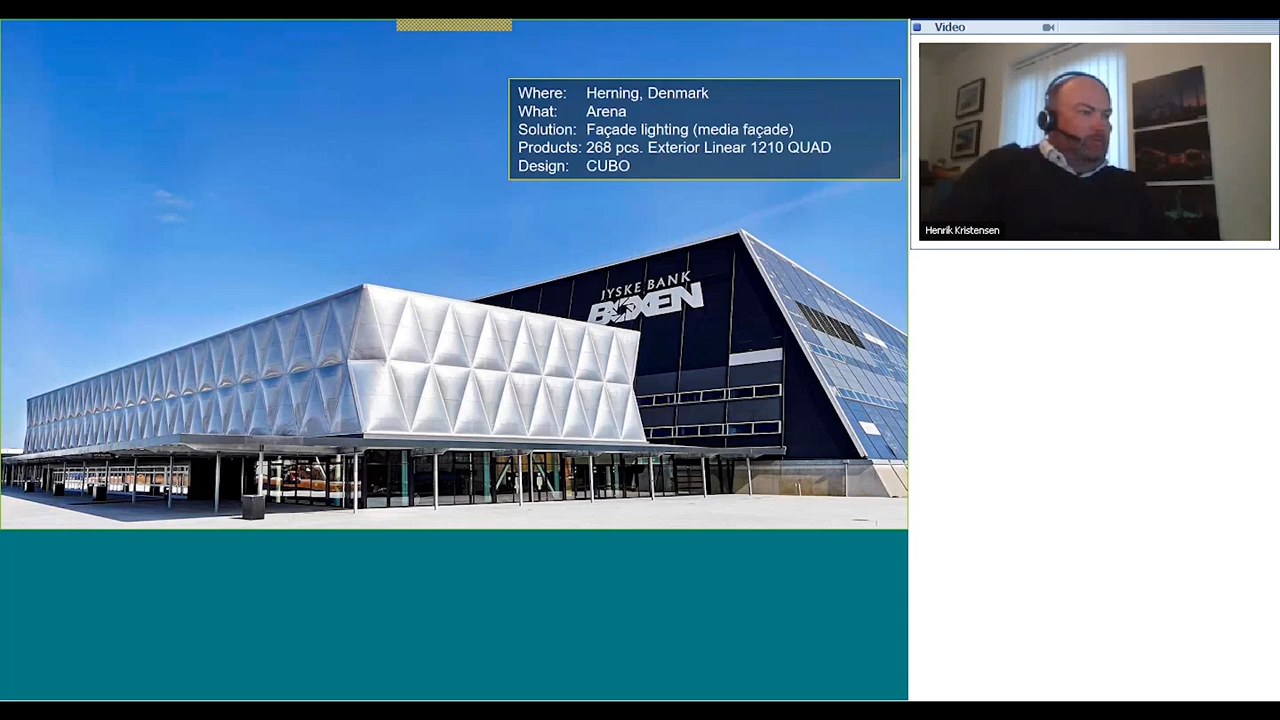 Video
Where: Herning, Denmark
What: Arena
Solution: Façade lighting (media façade)
Products: 268 pcs. Exterior Linear 1210 QUAD
Design: CUBO
JYSKE BANK
BOXEN
Henrik Kristensen